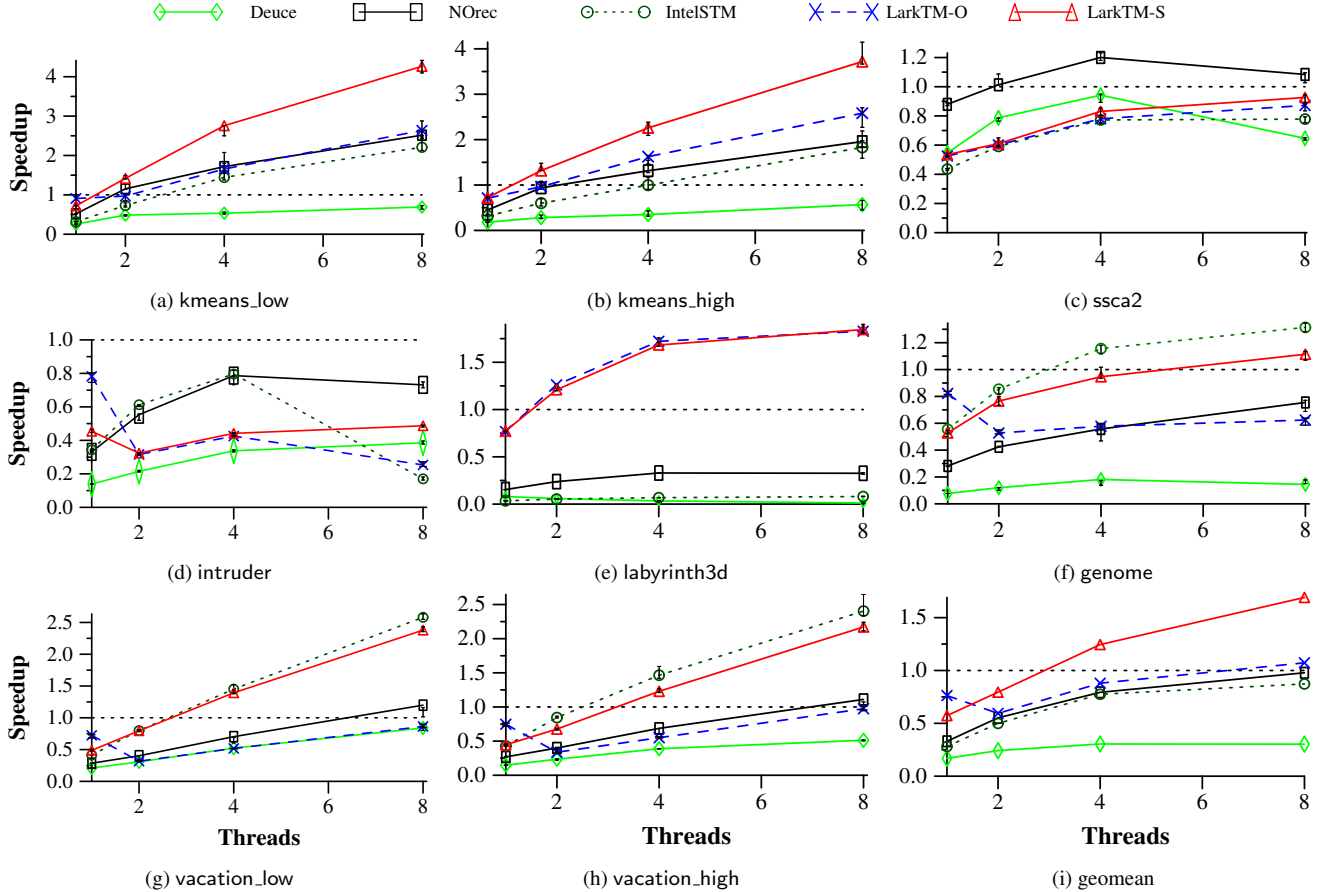 Deuce NOrec IntelSTM LarkTM-O LarkTM-S
Speedup
4
3
2
1
0
2 4 6 8
(a) kmeans_low
4
3
2
1
0
2 4 6 8
(b) kmeans_high
1.2
1.0
0.8
0.6
0.4
0.2
0.0
2 4 6 8
(c) ssca2
Speedup
1.0
0.8
0.6
0.4
0.2
0.0
2 4 6 8
(d) intruder
1.5
1.0
0.5
0.0
2 4 6 8
(e) labyrinth3d
1.2
1.0
0.8
0.6
0.4
0.2
0.0
2 4 6 8
(f) genome
Speedup
2.5
2.0
1.5
1.0
0.5
0.0
2 4 6 8
Threads
(g) vacation_low
2.5
2.0
1.5
1.0
0.5
0.0
2 4 6 8
Threads
(h) vacation_high
1.5
1.0
0.5
0.0
2 4 6 8
Threads
(i) geomean